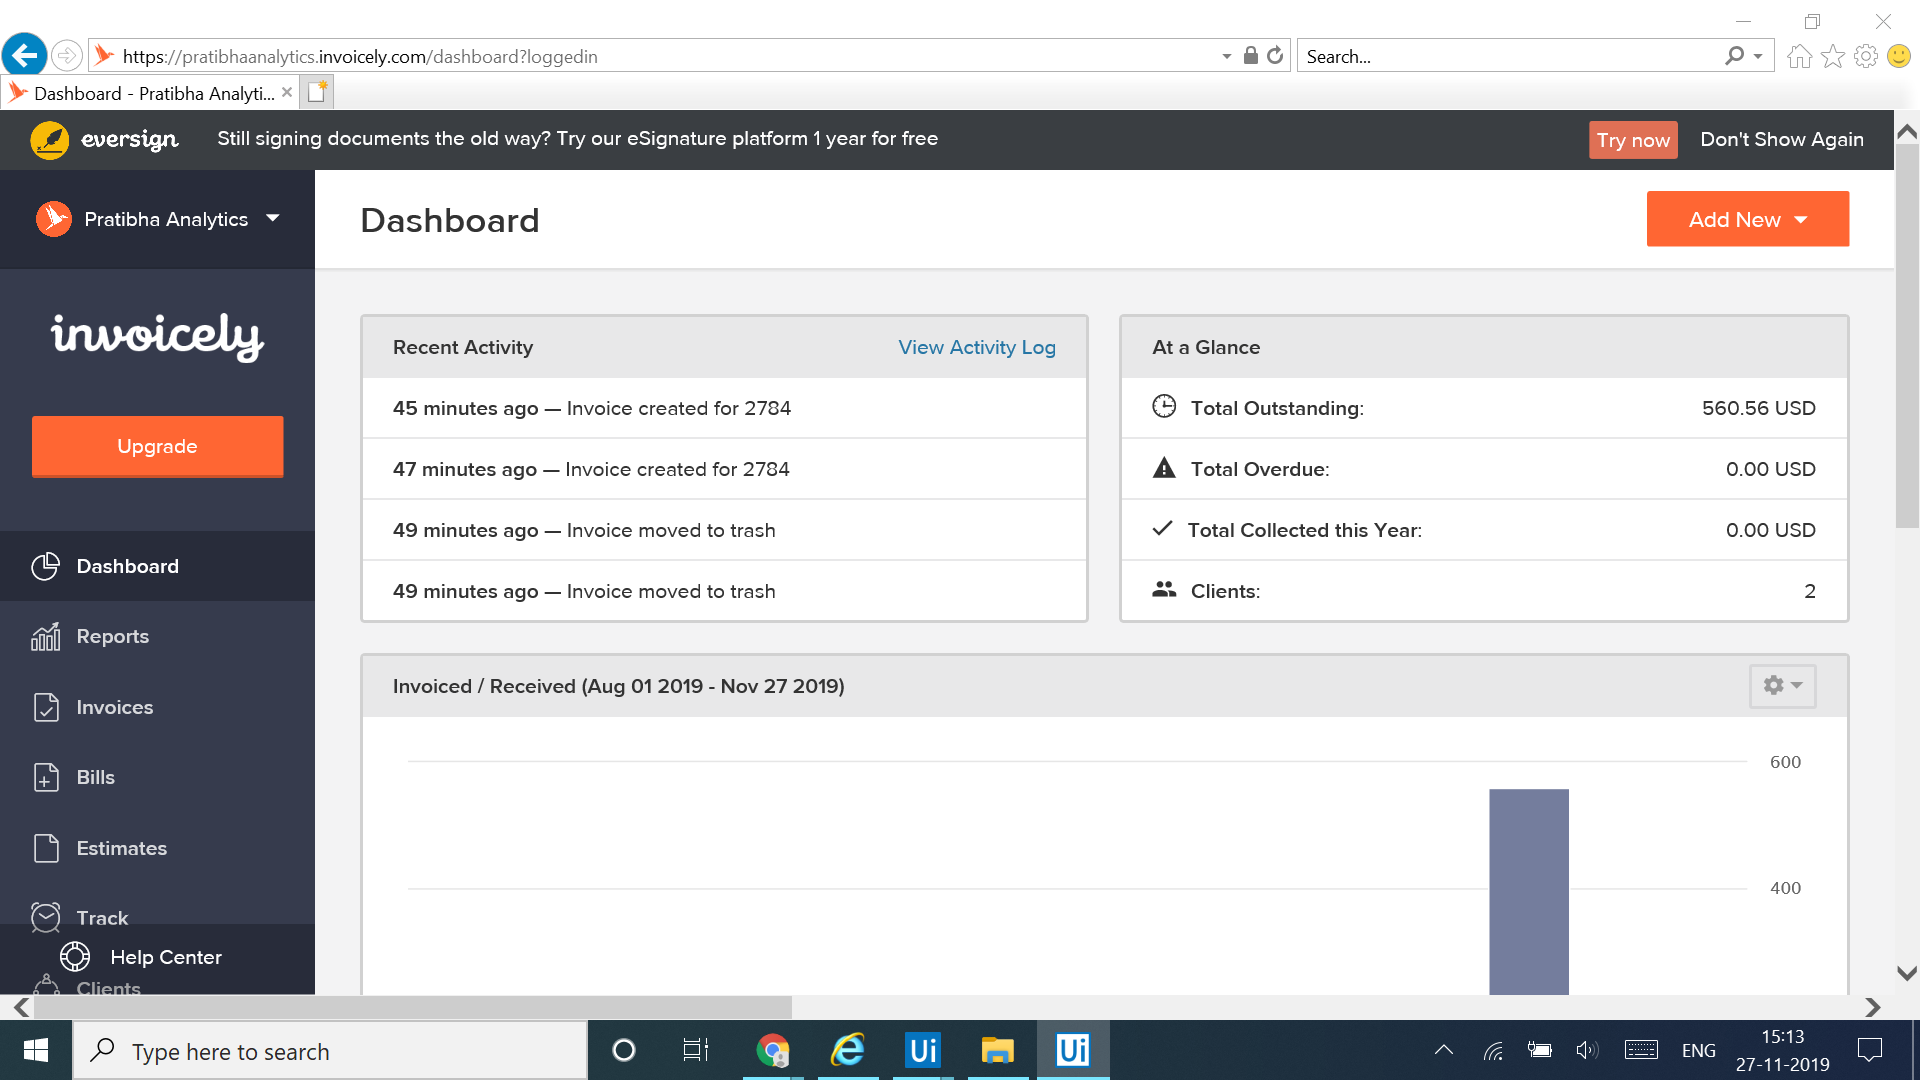 https://pratibhaanalytics.invoicely.com/dashboard?loggedin
Search...
Dashboard - Pratibha Analyti...
eversign
Still signing documents the old way? Try our eSignature platform 1 year for free
Try now
Don't Show Again
Pratibha Analytics
Dashboard
Add New
invoicely
Upgrade
Dashboard
Reports
Invoices
Bills
Estimates
Track
Help Center
Clients
Recent Activity
View Activity Log
45 minutes ago — Invoice created for 2784
47 minutes ago — Invoice created for 2784
49 minutes ago — Invoice moved to trash
49 minutes ago — Invoice moved to trash
At a Glance
Total Outstanding: 560.56 USD
Total Overdue: 0.00 USD
Total Collected this Year: 0.00 USD
Clients: 2
Invoiced / Received (Aug 01 2019 - Nov 27 2019)
600
400
Type here to search
Ui
Ui
ENG
15:13
27-11-2019